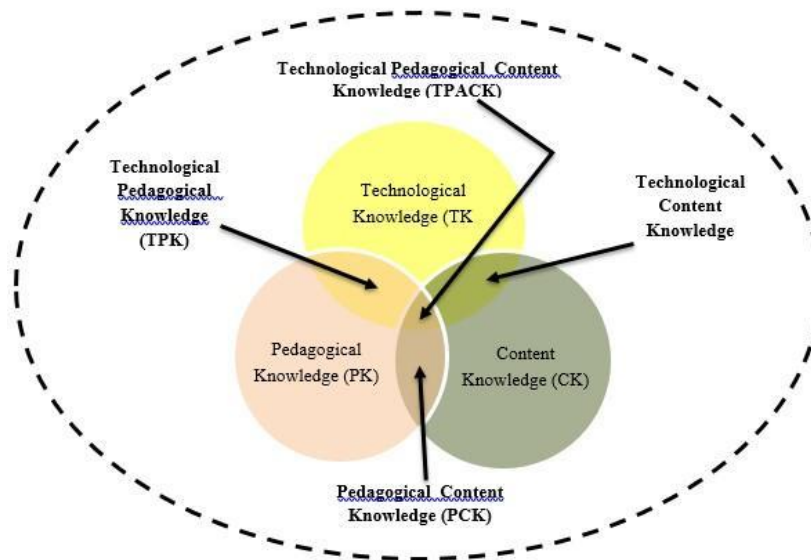 Technological Pedagogical Content
Knowledge (TPACK)
Technological
Pedagogical
Knowledge
(TPK)
Technological
Knowledge (TK
Technological
Content
Knowledge
Pedagogical
Knowledge (PK)
Content
Knowledge (CK)
Pedagogical Content
Knowledge (PCK)